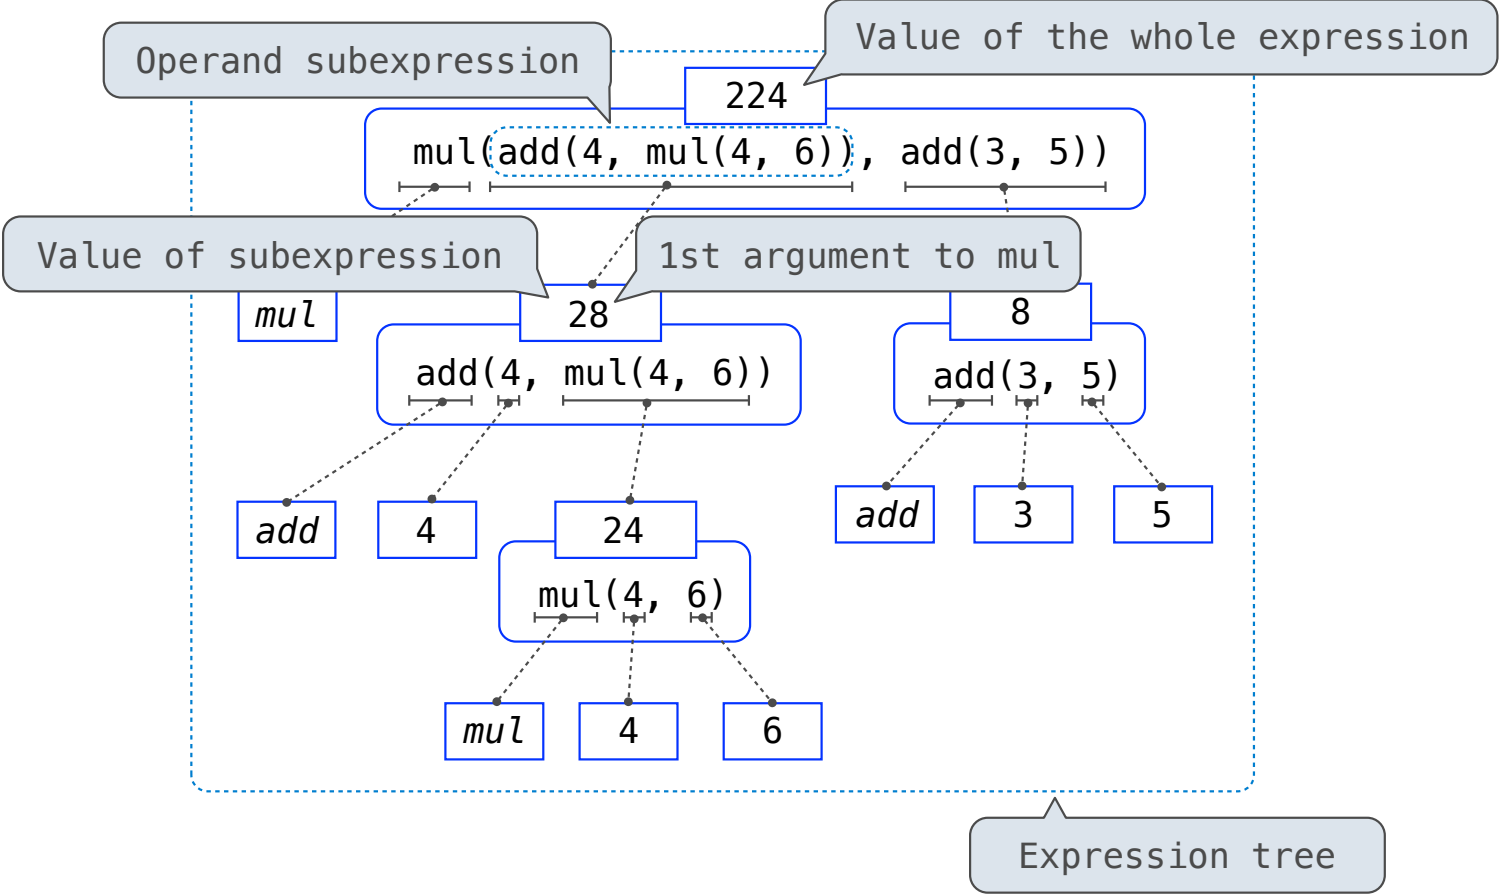 Value of the whole expression
Operand subexpression
224
mul(add(4, mul(4, 6)), add(3, 5))
Value of subexpression
1st argument to mul
mul
28
8
add(4, mul(4, 6))
add(3, 5)
add
4
24
add
3
5
mul(4, 6)
mul
4
6
Expression tree